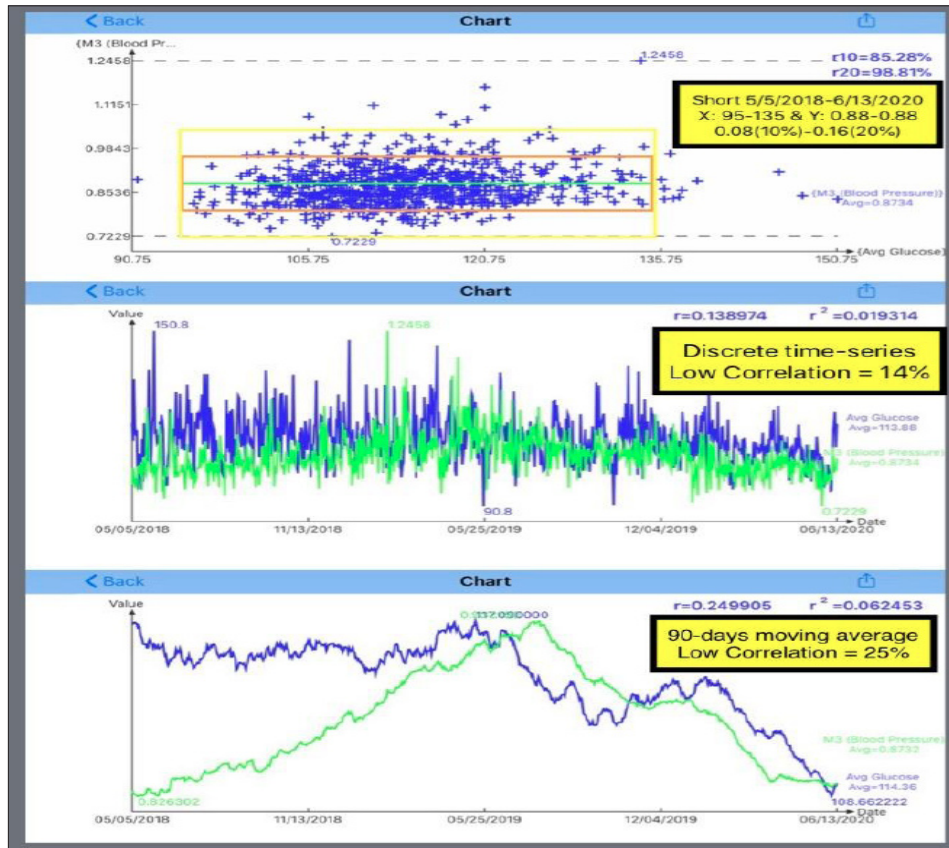 Back
Chart
{M3 (Blood Pr...
1.2458
1.2458
r10=85.28%
r20=98.81%
1.1151
Short 5/5/2018-6/13/2020
X: 95-135 & Y: 0.88-0.88
0.08(10%)-0.16(20%)
0.9843
0.8536
{M3 (Blood Pressure)}
Avg=0.8734
0.7229
0.7229
{Avg Glucose}
90.75
105.75
120.75
135.75
150.75
Back
Chart
Value
r=0.138974
r²=0.019314
150.8
1.2458
Discrete time-series
Low Correlation = 14%
Avg Glucose
Avg=113.88
M3 (Blood Pressure)
Avg=0.8734
90.8
0.7229
Date
05/05/2018
11/13/2018
05/25/2019
12/04/2019
06/13/2020
Back
Chart
Value
r=0.249905
r²=0.062453
117.090000
90-days moving average
Low Correlation = 25%
M3 (Blood Pressure)
Avg=0.8732
Avg Glucose
Avg=114.36
0.826302
108.662222
Date
05/05/2018
11/13/2018
05/25/2019
12/04/2019
06/13/2020